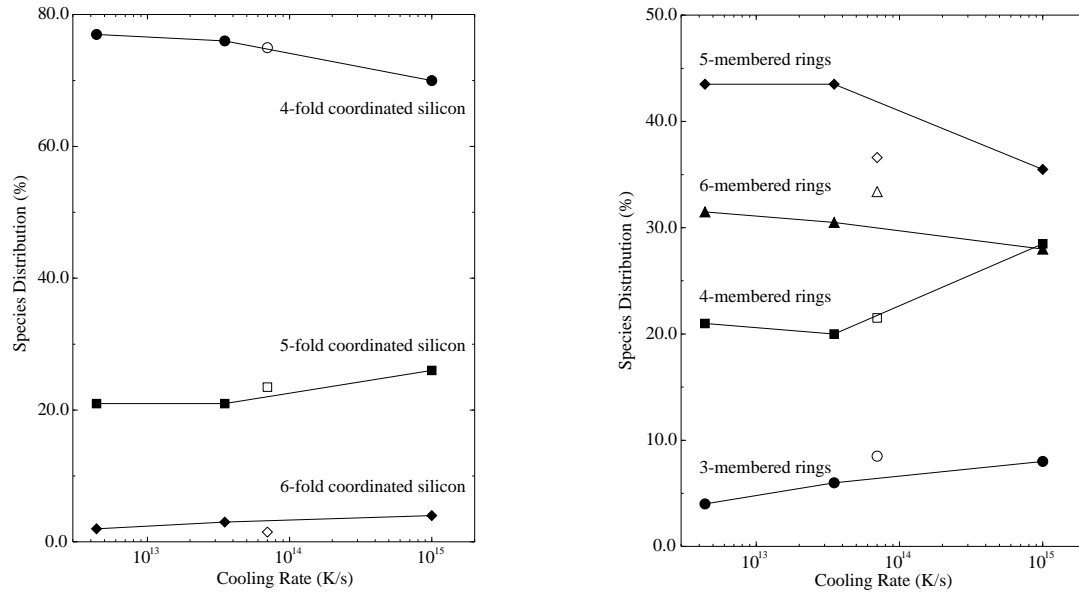 80.0
60.0
40.0
20.0
0.0
Species Distribution (%)
4-fold coordinated silicon
5-fold coordinated silicon
6-fold coordinated silicon
10^13
10^14
10^15
Cooling Rate (K/s)
50.0
40.0
30.0
20.0
10.0
0.0
Species Distribution (%)
5-membered rings
6-membered rings
4-membered rings
3-membered rings
10^13
10^14
10^15
Cooling Rate (K/s)